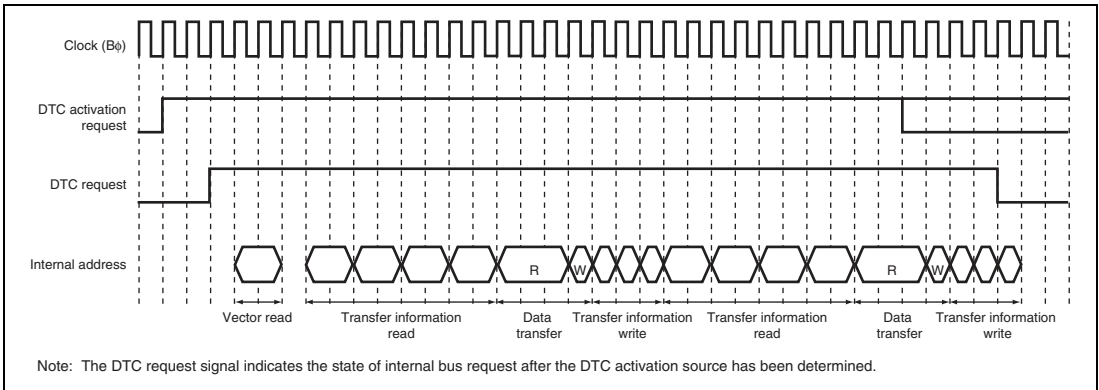 Clock (Bφ)
DTC activation
request
DTC request
Internal address
R
W
R
W
Vector read
Transfer information
read
Data
transfer
Transfer information
write
Transfer information
read
Data
transfer
Transfer information
write
Note: The DTC request signal indicates the state of internal bus request after the DTC activation source has been determined.